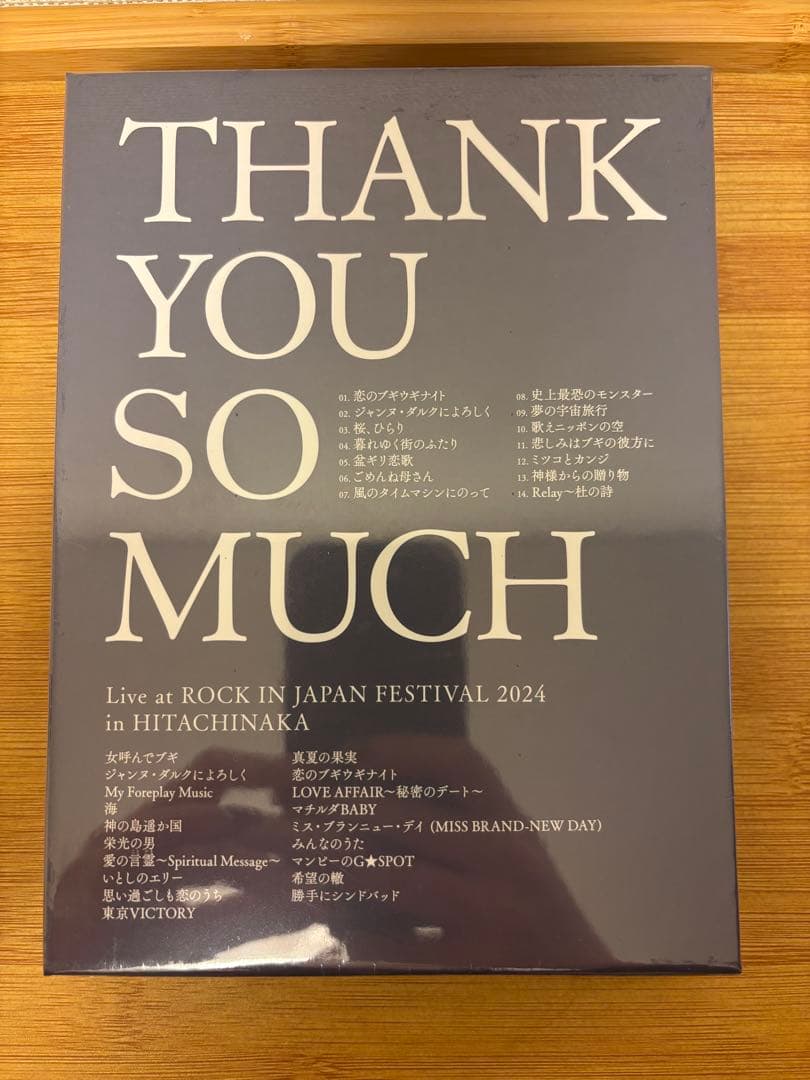 THANK
YOU
SO
MUCH
01. 恋のブギウギナイト
02. ジャンヌ・ダルクによろしく
03. 桜、ひらり
04. 暮れゆく街のふたり
05. 盆ギリ恋歌
06. ごめんね母さん
07. 風のタイムマシンにのって
08. 史上最恐のモンスター
09. 夢の宇宙旅行
10. 歌えニッポンの空
11. 悲しみはブギの彼方に
12. ミツコとカンジ
13. 神様からの贈り物
14. Relay〜杜の詩
Live at ROCK IN JAPAN FESTIVAL 2024
in HITACHINAKA
女呼んでブギ
ジャンヌ・ダルクによろしく
My Foreplay Music
海
神の島遥か国
栄光の男
愛の言霊〜Spiritual Message〜
いとしのエリー
思い過ごしも恋のうち
東京VICTORY
真夏の果実
恋のブギウギナイト
LOVE AFFAIR〜秘密のデート〜
マチルダBABY
ミス・ブランニュー・デイ (MISS BRAND-NEW DAY)
みんなのうた
マンピーのG★SPOT
希望の轍
勝手にシンドバッド